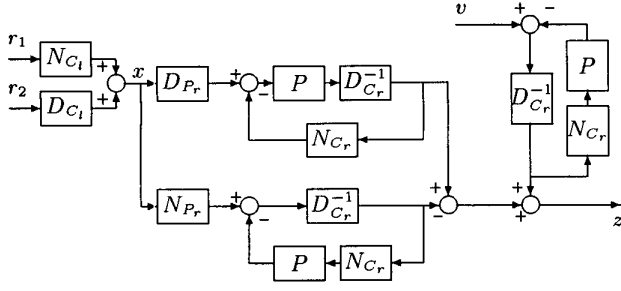 r₁ N_{C_l} + x D_{P_r} + − P D_{C_r}^{-1} v + − P
r₂ D_{C_l} + N_{C_r} D_{C_r}^{-1} N_{C_r}
N_{P_r} + − D_{C_r}^{-1} + − + + z
P N_{C_r}